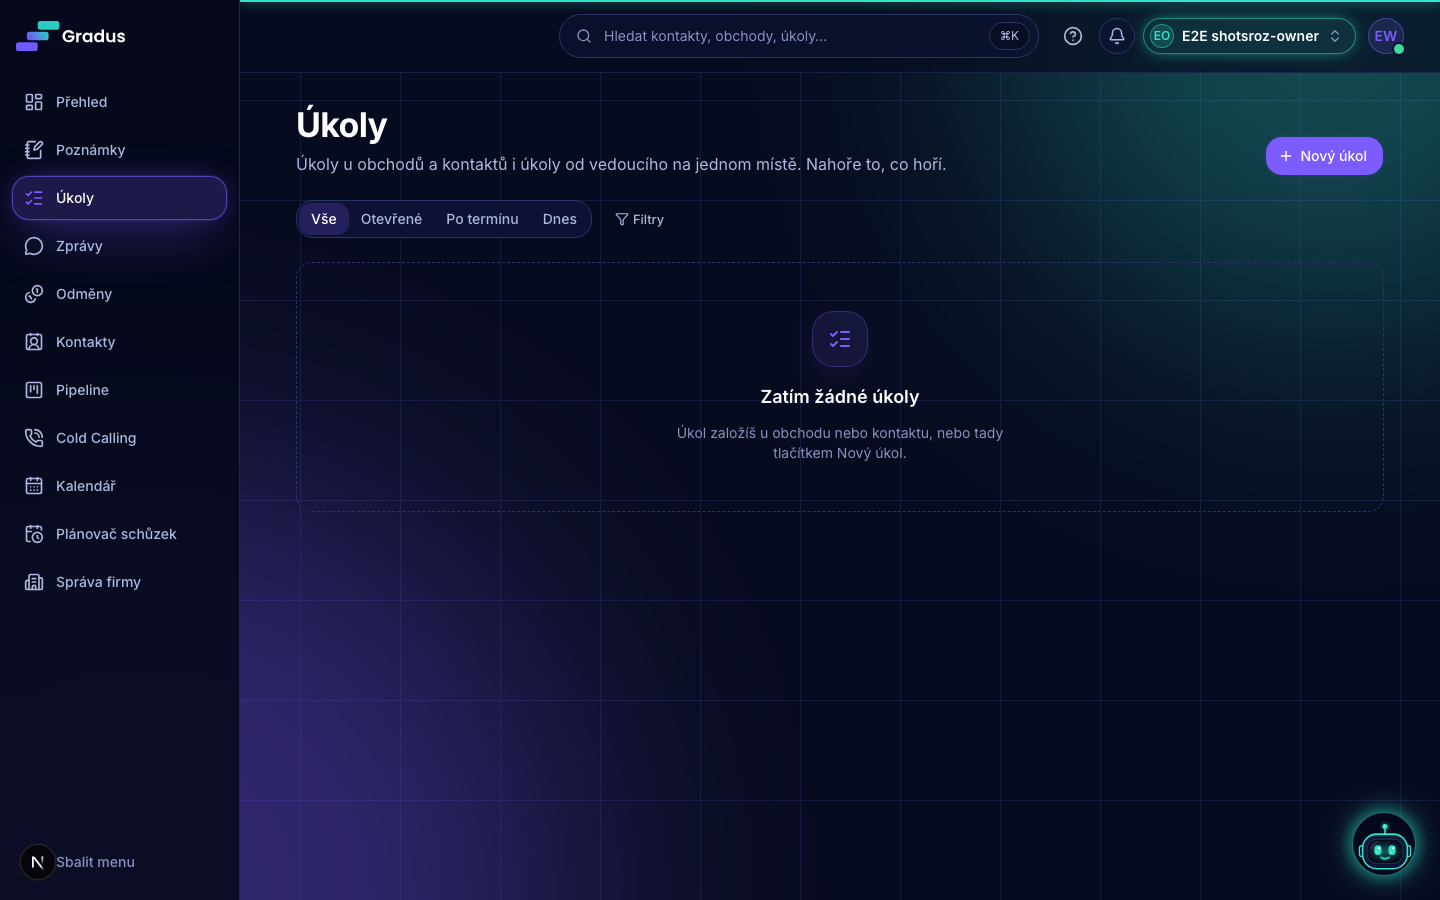 Gradus
Hledat kontakty, obchody, úkoly...
⌘K
EO
E2E shotsroz-owner
EW
Přehled
Poznámky
Úkoly
Zprávy
Odměny
Kontakty
Pipeline
Cold Calling
Kalendář
Plánovač schůzek
Správa firmy
N
Sbalit menu
Úkoly
Úkoly u obchodů a kontaktů i úkoly od vedoucího na jednom místě. Nahoře to, co hoří.
Nový úkol
Vše
Otevřené
Po termínu
Dnes
Filtry
Zatím žádné úkoly
Úkol založíš u obchodu nebo kontaktu, nebo tady
tlačítkem Nový úkol.